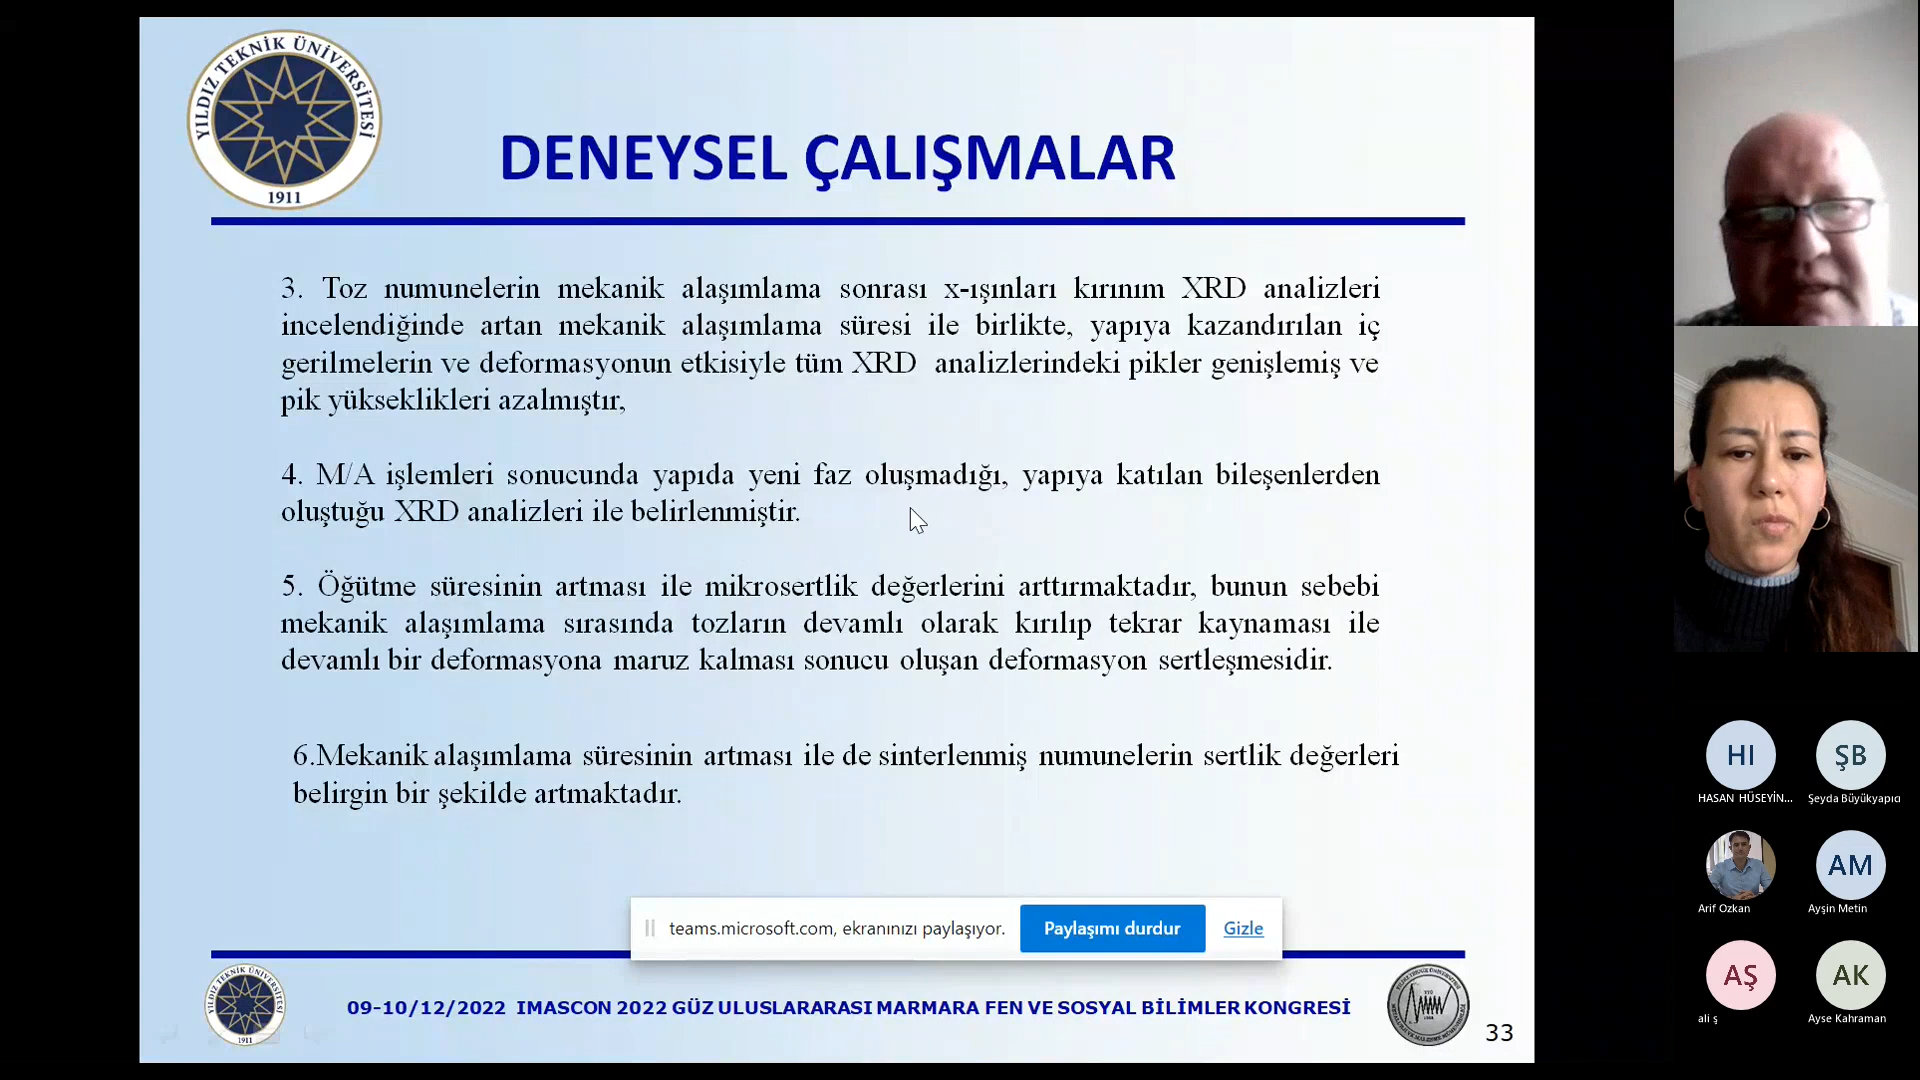 YILDIZ TEKNİK ÜNİVERSİTESİ
1911
DENEYSEL ÇALIŞMALAR
3. Toz numunelerin mekanik alaşımlama sonrası x-ışınları kırınım XRD analizleri
incelendiğinde artan mekanik alaşımlama süresi ile birlikte, yapıya kazandırılan iç
gerilmelerin ve deformasyonun etkisiyle tüm XRD analizlerindeki pikler genişlemiş ve
pik yükseklikleri azalmıştır,
4. M/A işlemleri sonucunda yapıda yeni faz oluşmadığı, yapıya katılan bileşenlerden
oluştuğu XRD analizleri ile belirlenmiştir.
5. Öğütme süresinin artması ile mikrosertlik değerlerini arttırmaktadır, bunun sebebi
mekanik alaşımlama sırasında tozların devamlı olarak kırılıp tekrar kaynaması ile
devamlı bir deformasyona maruz kalması sonucu oluşan deformasyon sertleşmesidir.
6.Mekanik alaşımlama süresinin artması ile de sinterlenmiş numunelerin sertlik değerleri
belirgin bir şekilde artmaktadır.
teams.microsoft.com, ekranınızı paylaşıyor.
Paylaşımı durdur
Gizle
YILDIZ TEKNİK ÜNİVERSİTESİ
1911
09-10/12/2022 IMASCON 2022 GÜZ ULUSLARARASI MARMARA FEN VE SOSYAL BİLİMLER KONGRESİ
33
HI
HASAN HÜSEYİN...
ŞB
Şeyda Büyükyapıcı
Arif Ozkan
AM
Ayşin Metin
AŞ
ali ş
AK
Ayse Kahraman